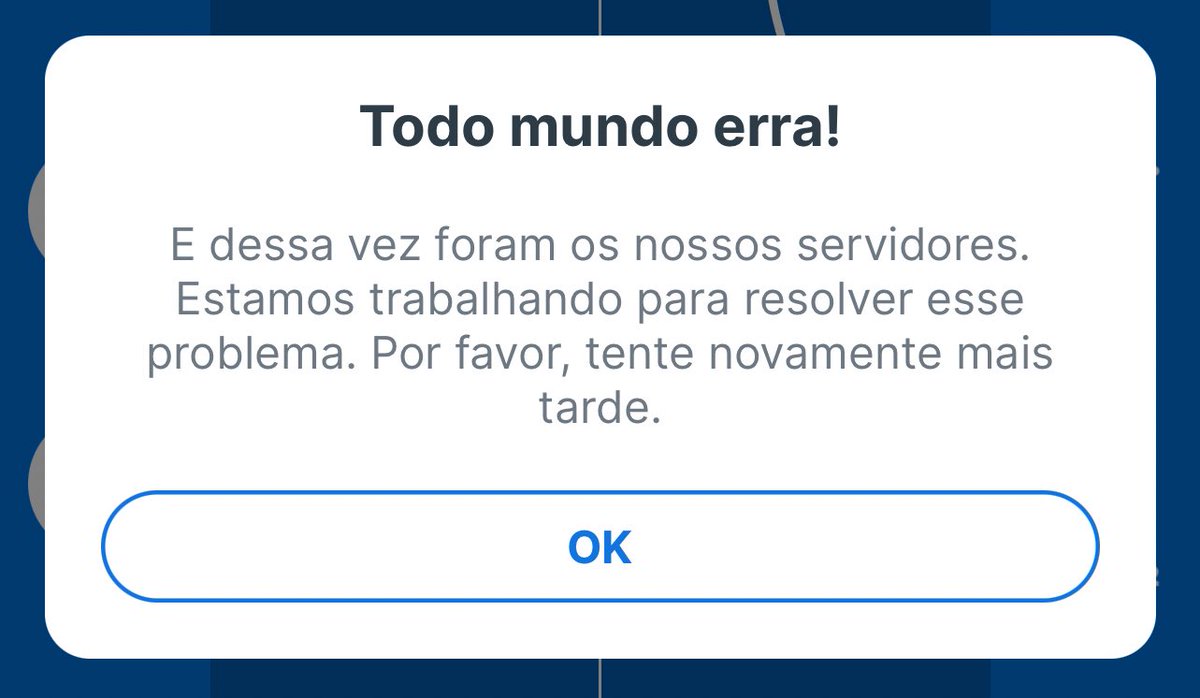 Todo mundo erra!
E dessa vez foram os nossos servidores.
Estamos trabalhando para resolver esse
problema. Por favor, tente novamente mais
tarde.
OK